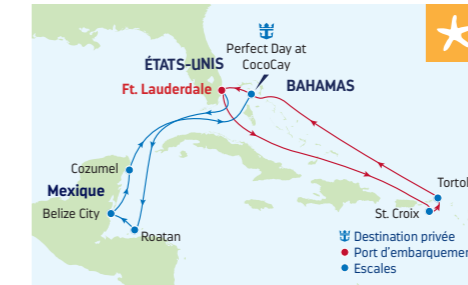 Perfect Day at
CocoCay
ÉTATS-UNIS
Ft. Lauderdale
BAHAMAS
Cozumel
Mexique
Belize City
Roatan
Tortol
St. Croix
Destination privée
Port d'embarquemen
Escales